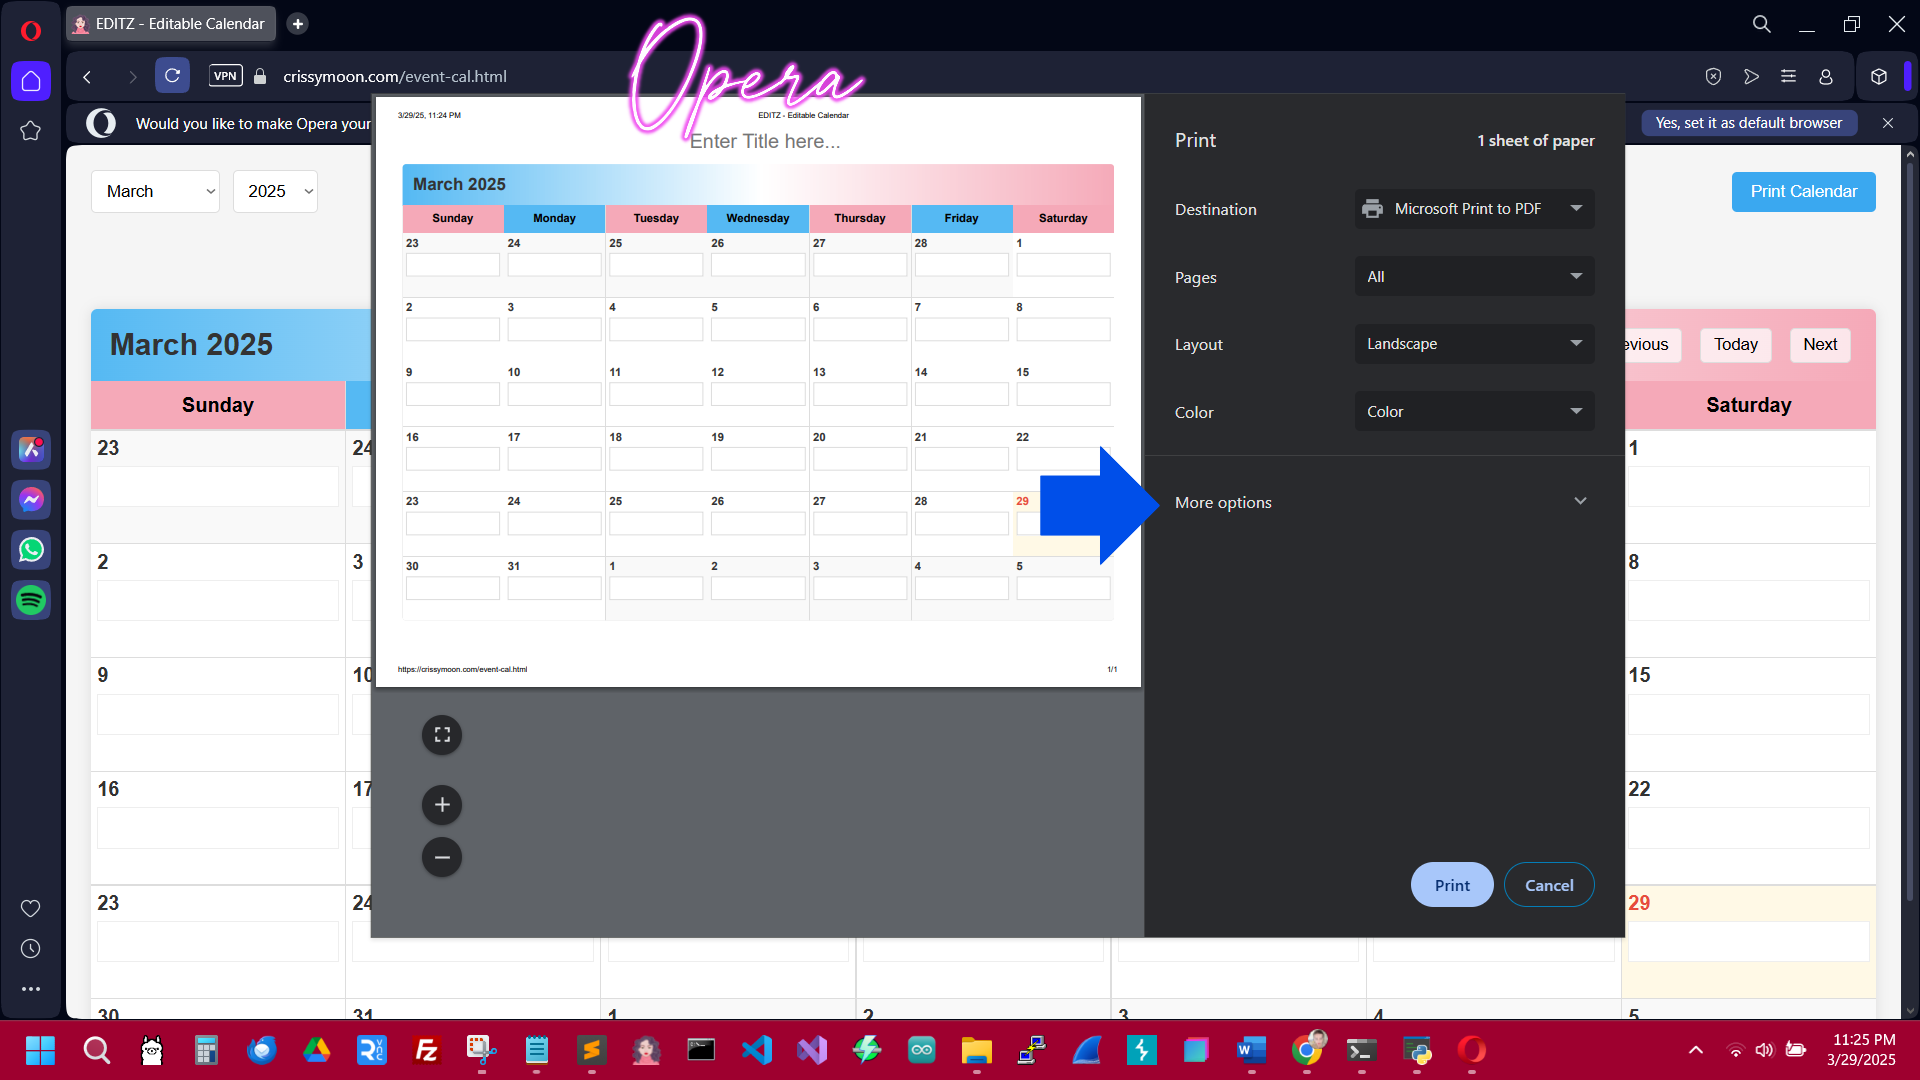 EDITZ - Editable Calendar
VPN
crissymoon.com/event-cal.html
Opera
Would you like to make Opera your
Yes, set it as default browser
March
2025
Print Calendar
March 2025
evious
Today
Next
Sunday
Saturday
23
24
1
2
3
8
9
10
15
16
17
22
23
24
29
30
31
1
2
3
4
5
3/29/25, 11:24 PM
EDITZ - Editable Calendar
Enter Title here...
March 2025
Sunday Monday Tuesday Wednesday Thursday Friday Saturday
23 24 25 26 27 28 1
2 3 4 5 6 7 8
9 10 11 12 13 14 15
16 17 18 19 20 21 22
23 24 25 26 27 28 29
30 31 1 2 3 4 5
https://crissymoon.com/event-cal.html
1/1
Print
1 sheet of paper
Destination
Microsoft Print to PDF
Pages
All
Layout
Landscape
Color
Color
More options
Print
Cancel
11:25 PM
3/29/2025